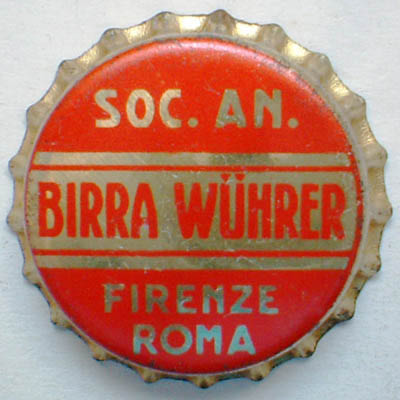 SOC. AN.
BIRRA WÜHRER
FIRENZE
ROMA